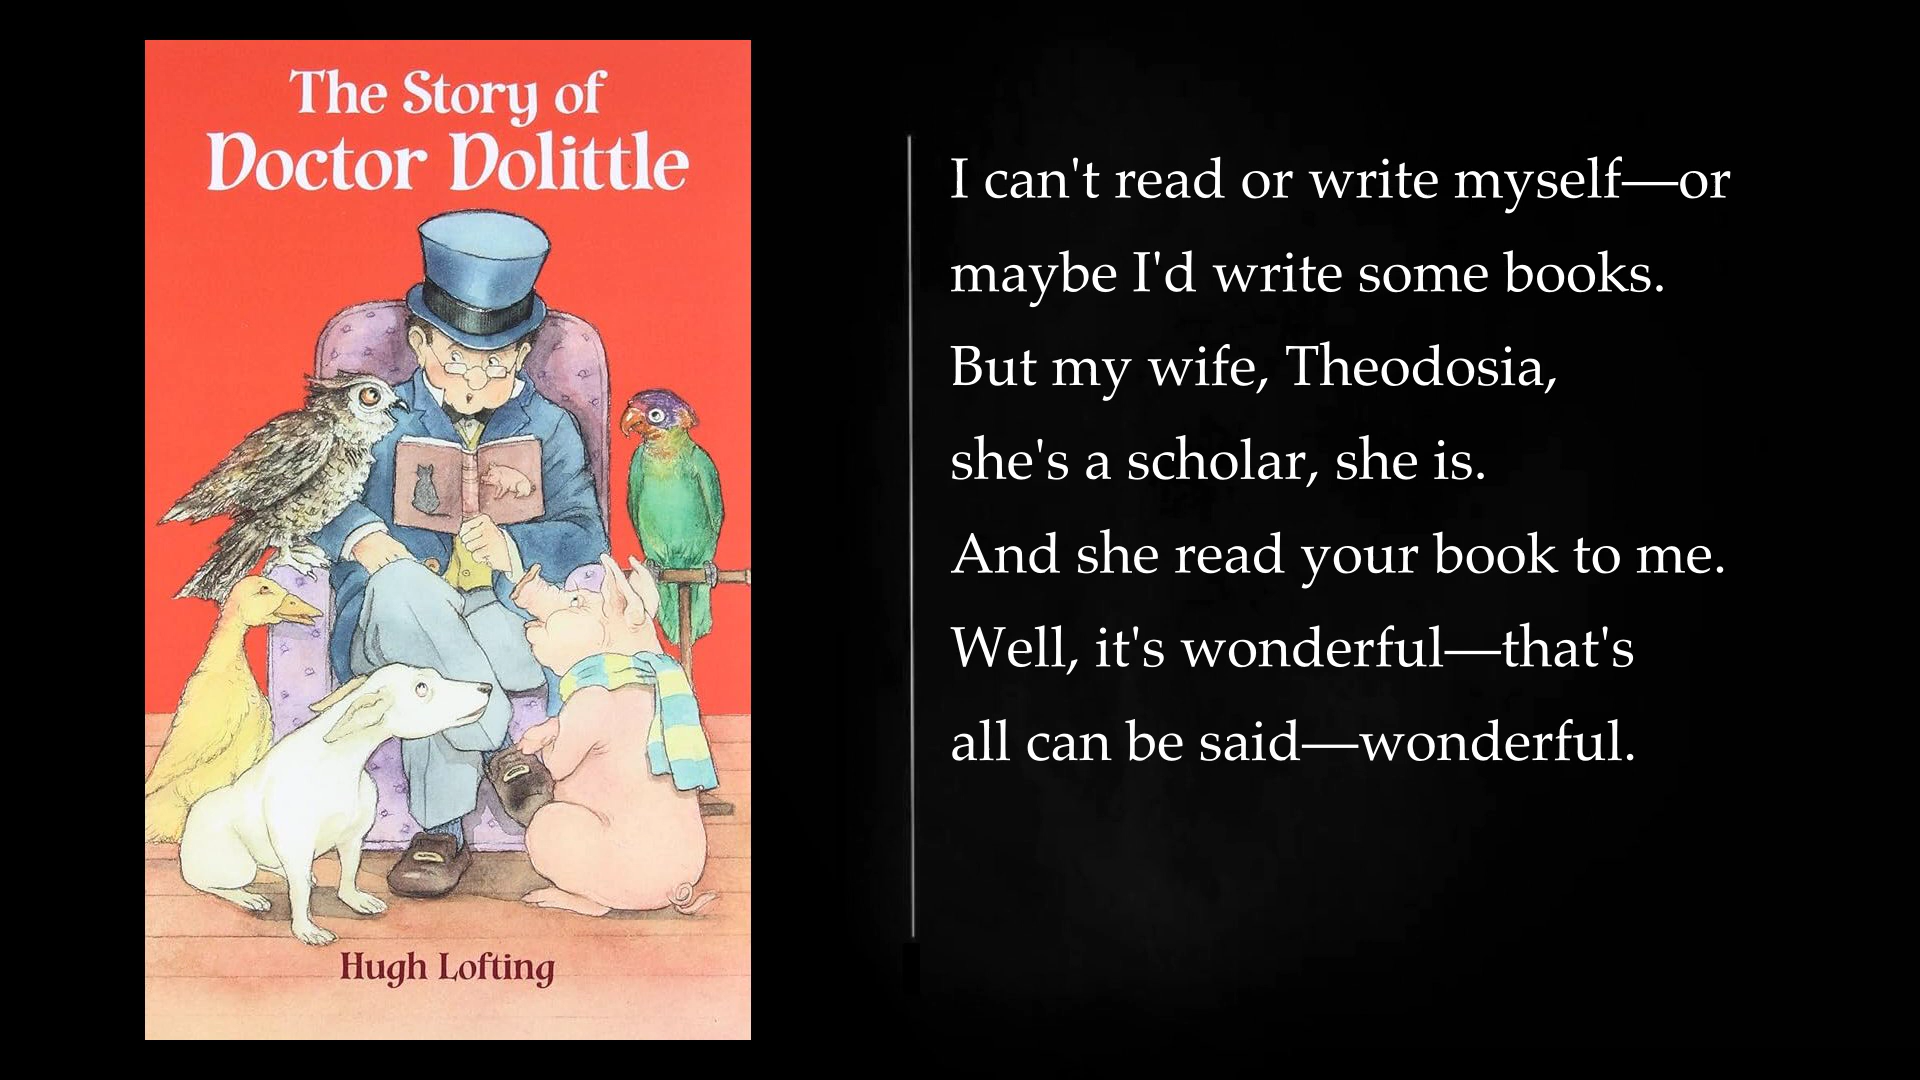 The Story of
Doctor Dolittle
Hugh Lofting
I can't read or write myself—or
maybe I'd write some books.
But my wife, Theodosia,
she's a scholar, she is.
And she read your book to me.
Well, it's wonderful—that's
all can be said—wonderful.